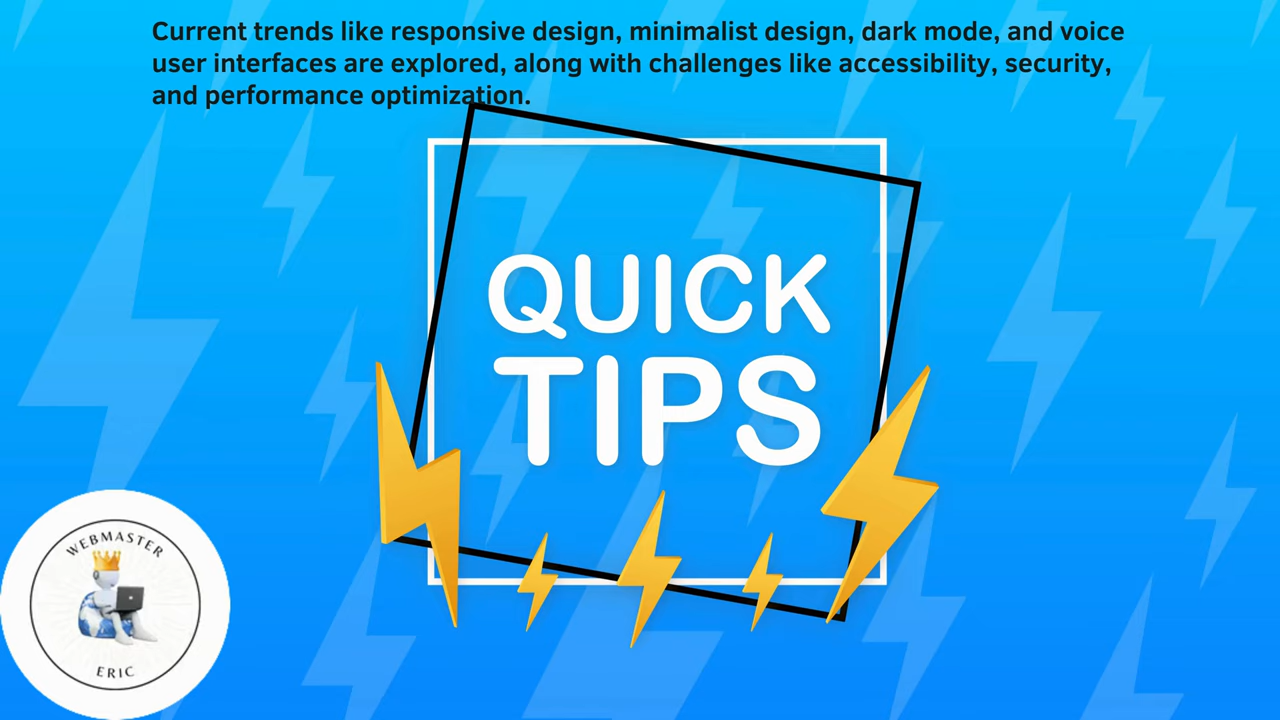 Current trends like responsive design, minimalist design, dark mode, and voice
user interfaces are explored, along with challenges like accessibility, security,
and performance optimization.
QUICK
TIPS
WEBMASTER
ERIC